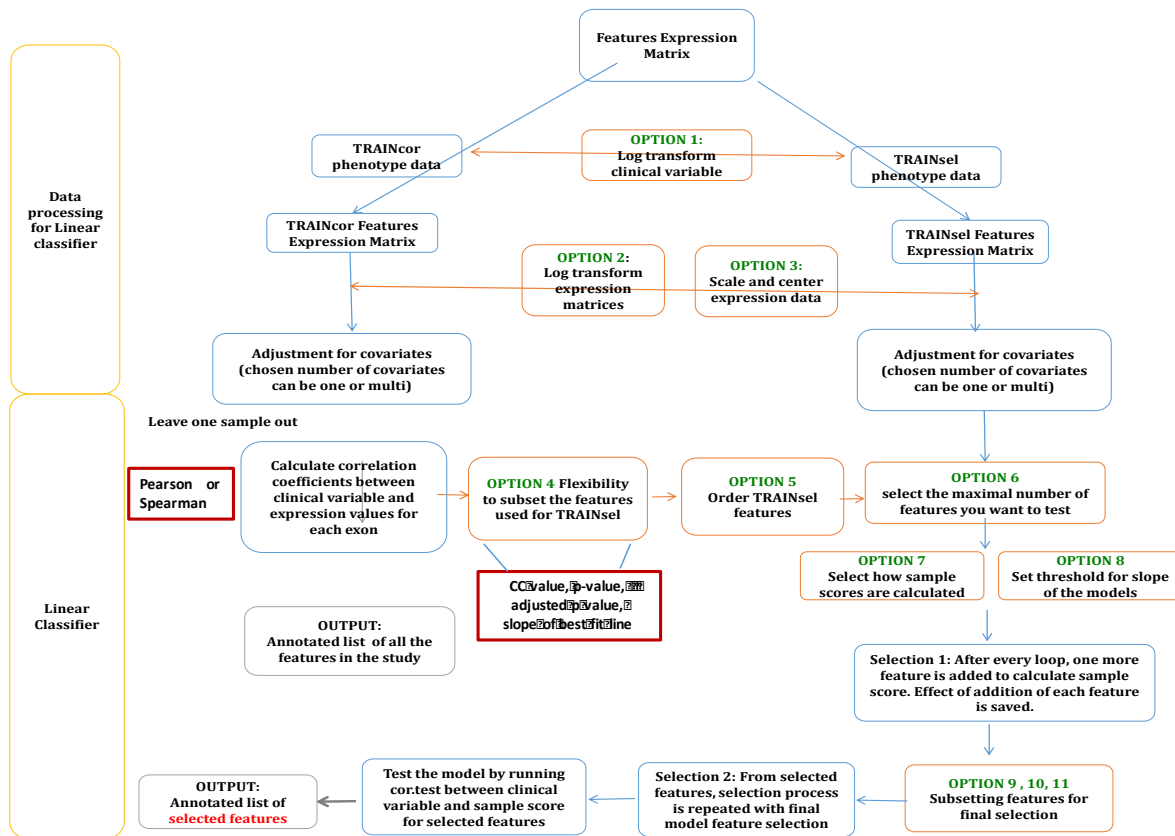 Features Expression
Matrix
TRAINcor
phenotype data
OPTION 1:
Log transform
clinical variable
TRAINsel
phenotype data
Data
processing
for Linear
classifier
TRAINcor Features
Expression Matrix
TRAINsel Features
Expression Matrix
OPTION 2:
Log transform
expression
matrices
OPTION 3:
Scale and center
expression data
Adjustment for covariates
(chosen number of covariates
can be one or multi)
Adjustment for covariates
(chosen number of covariates
can be one or multi)
Leave one sample out
Pearson or
Spearman
Calculate correlation
coefficients between
clinical variable and
expression values for
each exon
OPTION 4 Flexibility
to subset the features
used for TRAINsel
OPTION 5
Order TRAINsel
features
OPTION 6
select the maximal number of
features you want to test
OPTION 7
Select how sample
scores are calculated
OPTION 8
Set threshold for slope
of the models
CC value, p-value,
adjusted p value,
slope of best fit line
Linear
Classifier
OUTPUT:
Annotated list of all the
features in the study
Selection 1: After every loop, one more
feature is added to calculate sample
score. Effect of addition of each feature
is saved.
OUTPUT:
Annotated list of
selected features
Test the model by running
cor.test between clinical
variable and sample score
for selected features
Selection 2: From selected
features, selection process
is repeated with final
model feature selection
OPTION 9 , 10, 11
Subsetting features for
final selection